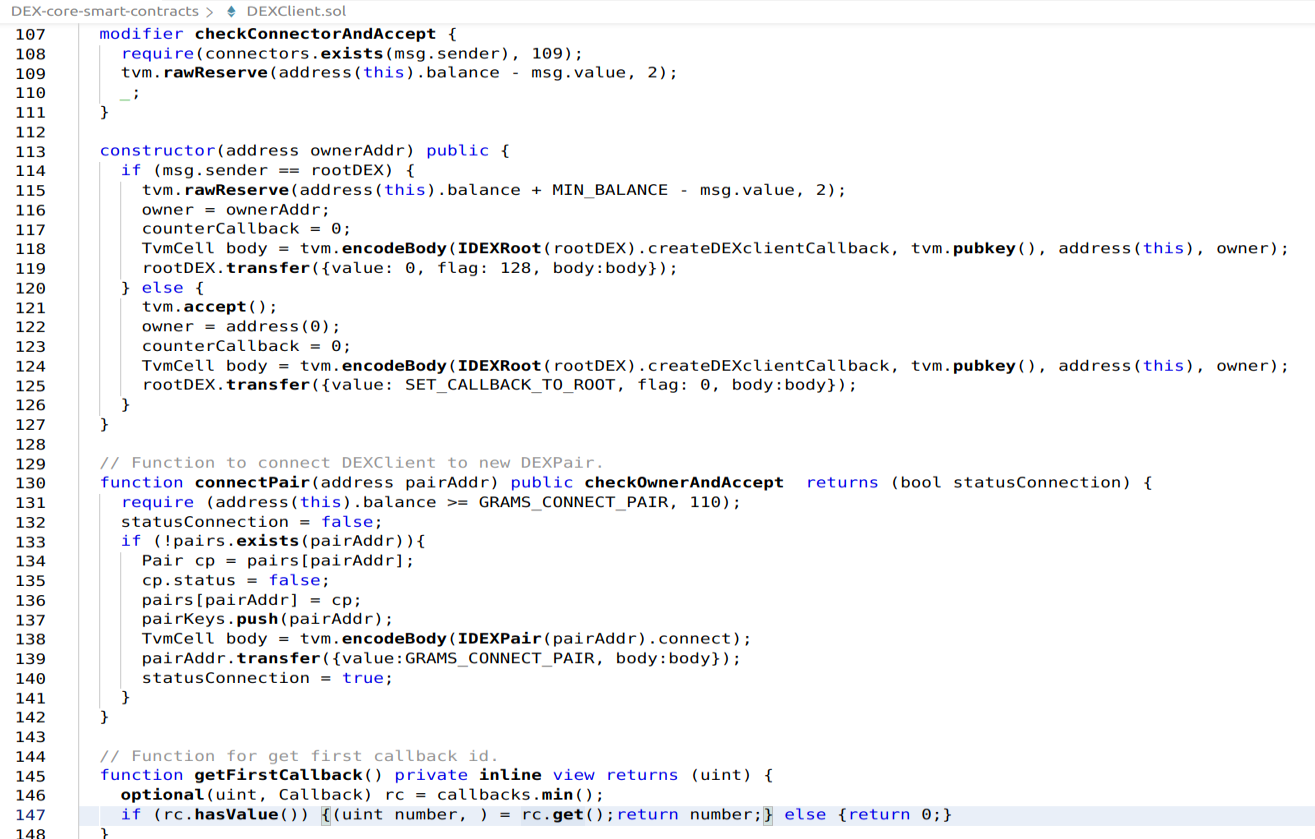 DEX-core-smart-contracts > DEXClient.sol
107 modifier checkConnectorAndAccept {
108 require(connectors.exists(msg.sender), 109);
109 tvm.rawReserve(address(this).balance - msg.value, 2);
110 _;
111 }
112
113 constructor(address ownerAddr) public {
114 if (msg.sender == rootDEX) {
115 tvm.rawReserve(address(this).balance + MIN_BALANCE - msg.value, 2);
116 owner = ownerAddr;
117 counterCallback = 0;
118 TvmCell body = tvm.encodeBody(IDEXRoot(rootDEX).createDEXclientCallback, tvm.pubkey(), address(this), owner);
119 rootDEX.transfer({value: 0, flag: 128, body:body});
120 } else {
121 tvm.accept();
122 owner = address(0);
123 counterCallback = 0;
124 TvmCell body = tvm.encodeBody(IDEXRoot(rootDEX).createDEXclientCallback, tvm.pubkey(), address(this), owner);
125 rootDEX.transfer({value: SET_CALLBACK_TO_ROOT, flag: 0, body:body});
126 }
127 }
128
129 // Function to connect DEXClient to new DEXPair.
130 function connectPair(address pairAddr) public checkOwnerAndAccept  returns (bool statusConnection) {
131 require (address(this).balance >= GRAMS_CONNECT_PAIR, 110);
132 statusConnection = false;
133 if (!pairs.exists(pairAddr)){
134 Pair cp = pairs[pairAddr];
135 cp.status = false;
136 pairs[pairAddr] = cp;
137 pairKeys.push(pairAddr);
138 TvmCell body = tvm.encodeBody(IDEXPair(pairAddr).connect);
139 pairAddr.transfer({value:GRAMS_CONNECT_PAIR, body:body});
140 statusConnection = true;
141 }
142 }
143
144 // Function for get first callback id.
145 function getFirstCallback() private inline view returns (uint) {
146 optional(uint, Callback) rc = callbacks.min();
147 if (rc.hasValue()) {(uint number, ) = rc.get();return number;} else {return 0;}
148 }